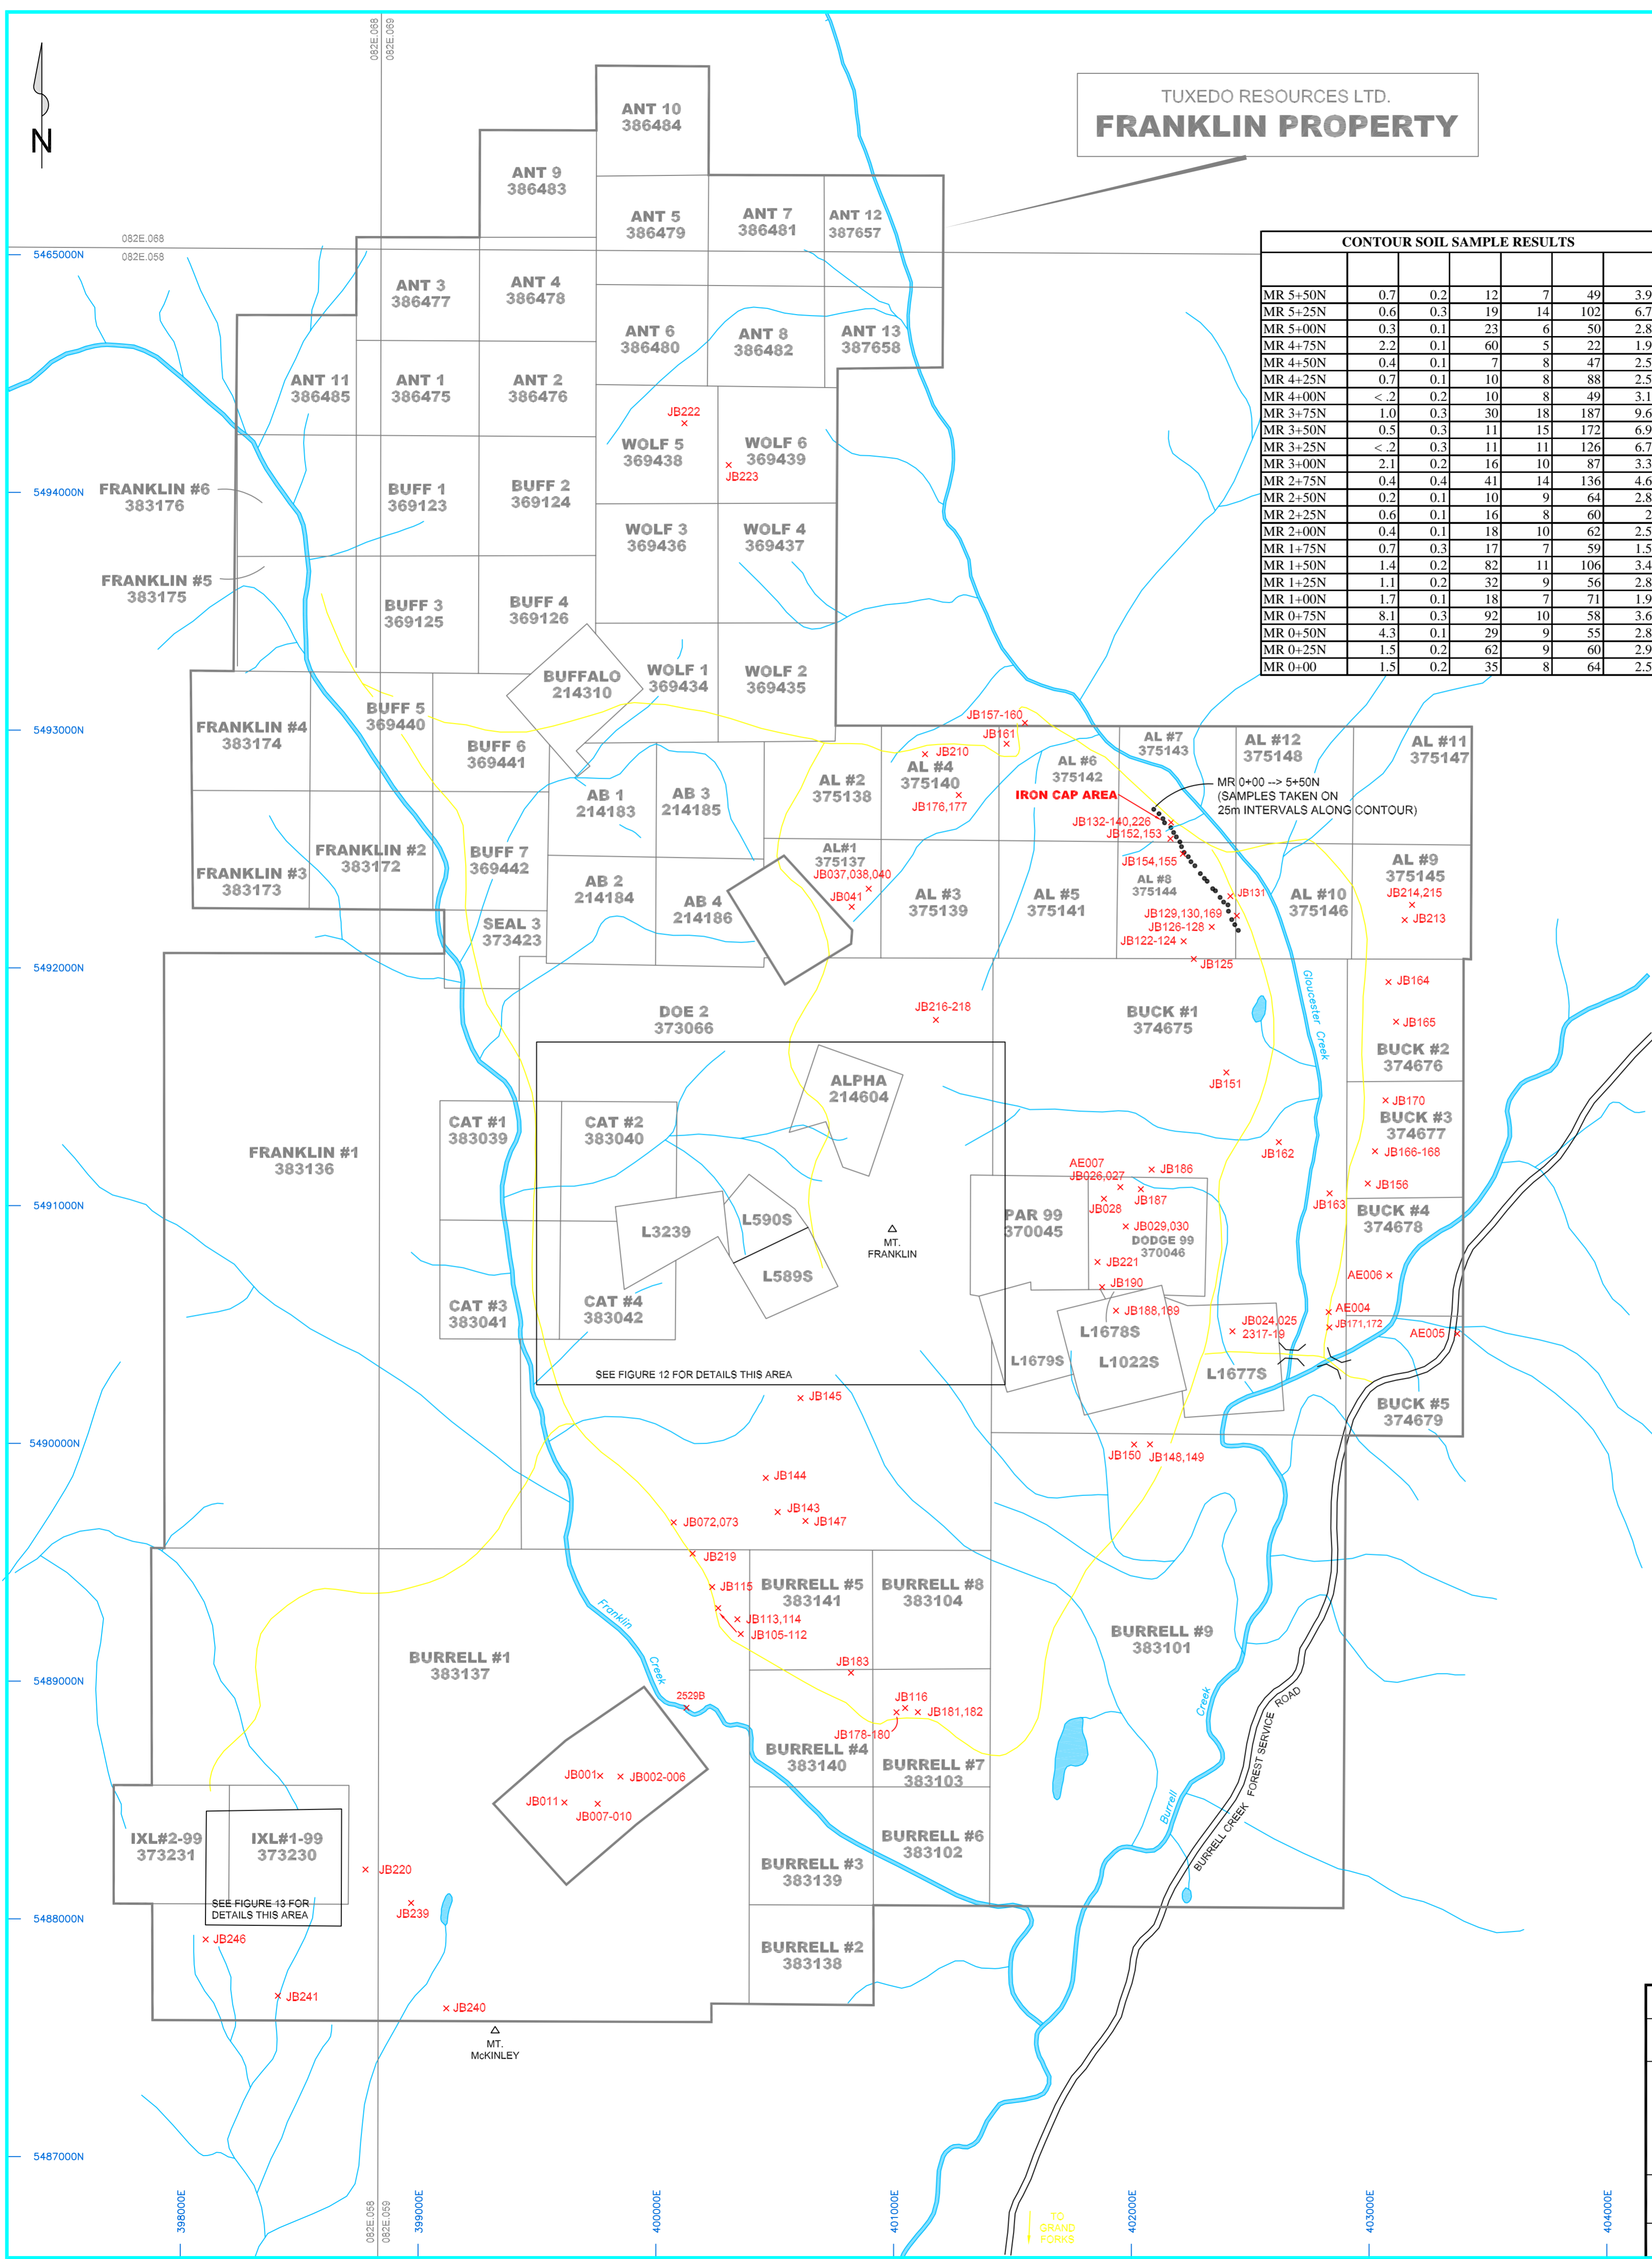 082E.068
082E.069
N
TUXEDO RESOURCES LTD.
FRANKLIN PROPERTY
ANT 10
386484
ANT 9
386483
ANT 5
386479
ANT 7
386481
ANT 12
387657
082E.068
082E.058
5465000N
ANT 3
386477
ANT 4
386478
ANT 6
386480
ANT 8
386482
ANT 13
387658
ANT 11
386485
ANT 1
386475
ANT 2
386476
CONTOUR SOIL SAMPLE RESULTS
MR 5+50N 0.7 0.2 12 7 49 3.9
MR 5+25N 0.6 0.3 19 14 102 6.7
MR 5+00N 0.3 0.1 23 6 50 2.8
MR 4+75N 2.2 0.1 60 5 22 1.9
MR 4+50N 0.4 0.1 7 8 47 2.5
MR 4+25N 0.7 0.1 10 8 88 2.5
MR 4+00N < .2 0.2 10 8 49 3.1
MR 3+75N 1.0 0.3 30 18 187 9.6
MR 3+50N 0.5 0.3 11 15 172 6.9
MR 3+25N < .2 0.3 11 11 126 6.7
MR 3+00N 2.1 0.2 16 10 87 3.3
MR 2+75N 0.4 0.4 41 14 136 4.6
MR 2+50N 0.2 0.1 10 9 64 2.8
MR 2+25N 0.6 0.1 16 8 60 2
MR 2+00N 0.4 0.1 18 10 62 2.5
MR 1+75N 0.7 0.3 17 7 59 1.5
MR 1+50N 1.4 0.2 82 11 106 3.4
MR 1+25N 1.1 0.2 32 9 56 2.8
MR 1+00N 1.7 0.1 18 7 71 1.9
MR 0+75N 8.1 0.3 92 10 58 3.6
MR 0+50N 4.3 0.1 29 9 55 2.8
MR 0+25N 1.5 0.2 62 9 60 2.9
MR 0+00 1.5 0.2 35 8 64 2.5
JB222
WOLF 5
369438
WOLF 6
369439
JB223
FRANKLIN #6
383176
5494000N
BUFF 1
369123
BUFF 2
369124
WOLF 3
369436
WOLF 4
369437
FRANKLIN #5
383175
BUFF 3
369125
BUFF 4
369126
BUFFALO
214310
WOLF 1
369434
WOLF 2
369435
FRANKLIN #4
383174
5493000N
BUFF 5
369440
BUFF 6
369441
JB157-160
JB161
JB210
AL #4
375140
JB176,177
AL #2
375138
AL #6
375142
IRON CAP AREA
AL #7
375143
AL #12
375148
AL #11
375147
MR 0+00 --> 5+50N
(SAMPLES TAKEN ON
25m INTERVALS ALONG CONTOUR)
JB132-140,226
JB152,153
JB154,155
AB 1
214183
AB 3
214185
FRANKLIN #3
383173
FRANKLIN #2
383172
BUFF 7
369442
AB 2
214184
AB 4
214186
AL#1
375137
JB037,038,040
JB041
AL #3
375139
AL #5
375141
AL #8
375144
JB131
JB129,130,169
JB126-128
JB122-124
JB125
AL #10
375146
AL #9
375145
JB214,215
JB213
SEAL 3
373423
5492000N
DOE 2
373066
JB216-218
BUCK #1
374675
Gloucester Creek
JB164
JB165
BUCK #2
374676
JB151
JB170
BUCK #3
374677
JB166-168
JB156
JB162
JB163
BUCK #4
374678
ALPHA
214604
CAT #1
383039
CAT #2
383040
FRANKLIN #1
383136
5491000N
L3239
L590S
L589S
MT.
FRANKLIN
CAT #3
383041
CAT #4
383042
SEE FIGURE 12 FOR DETAILS THIS AREA
AE007
JB026,027
JB186
JB187
JB028
PAR 99
370045
JB029,030
DODGE 99
370046
JB221
JB190
JB188,189
L1678S
L1679S
L1022S
L1677S
JB024,025
2317-19
AE006
AE004
JB171,172
AE005
BUCK #5
374679
5490000N
JB145
JB144
JB143
JB147
JB072,073
JB150
JB148,149
JB219
JB115
JB113,114
JB105-112
BURRELL #5
383141
BURRELL #8
383104
BURRELL #9
383101
Franklin
Creek
BURRELL #1
383137
5489000N
JB183
2529B
JB116
JB181,182
JB178-180
BURRELL #4
383140
BURRELL #7
383103
Burrell
Creek
BURRELL CREEK FOREST SERVICE ROAD
JB001
JB002-006
JB011
JB007-010
IXL#2-99
373231
IXL#1-99
373230
SEE FIGURE 13 FOR
DETAILS THIS AREA
JB220
JB239
BURRELL #3
383139
BURRELL #6
383102
5488000N
JB246
JB241
JB240
BURRELL #2
383138
MT.
McKINLEY
5487000N
398000E
082E.058
082E.059
399000E
400000E
401000E
TO
GRAND
FORKS
402000E
403000E
404000E